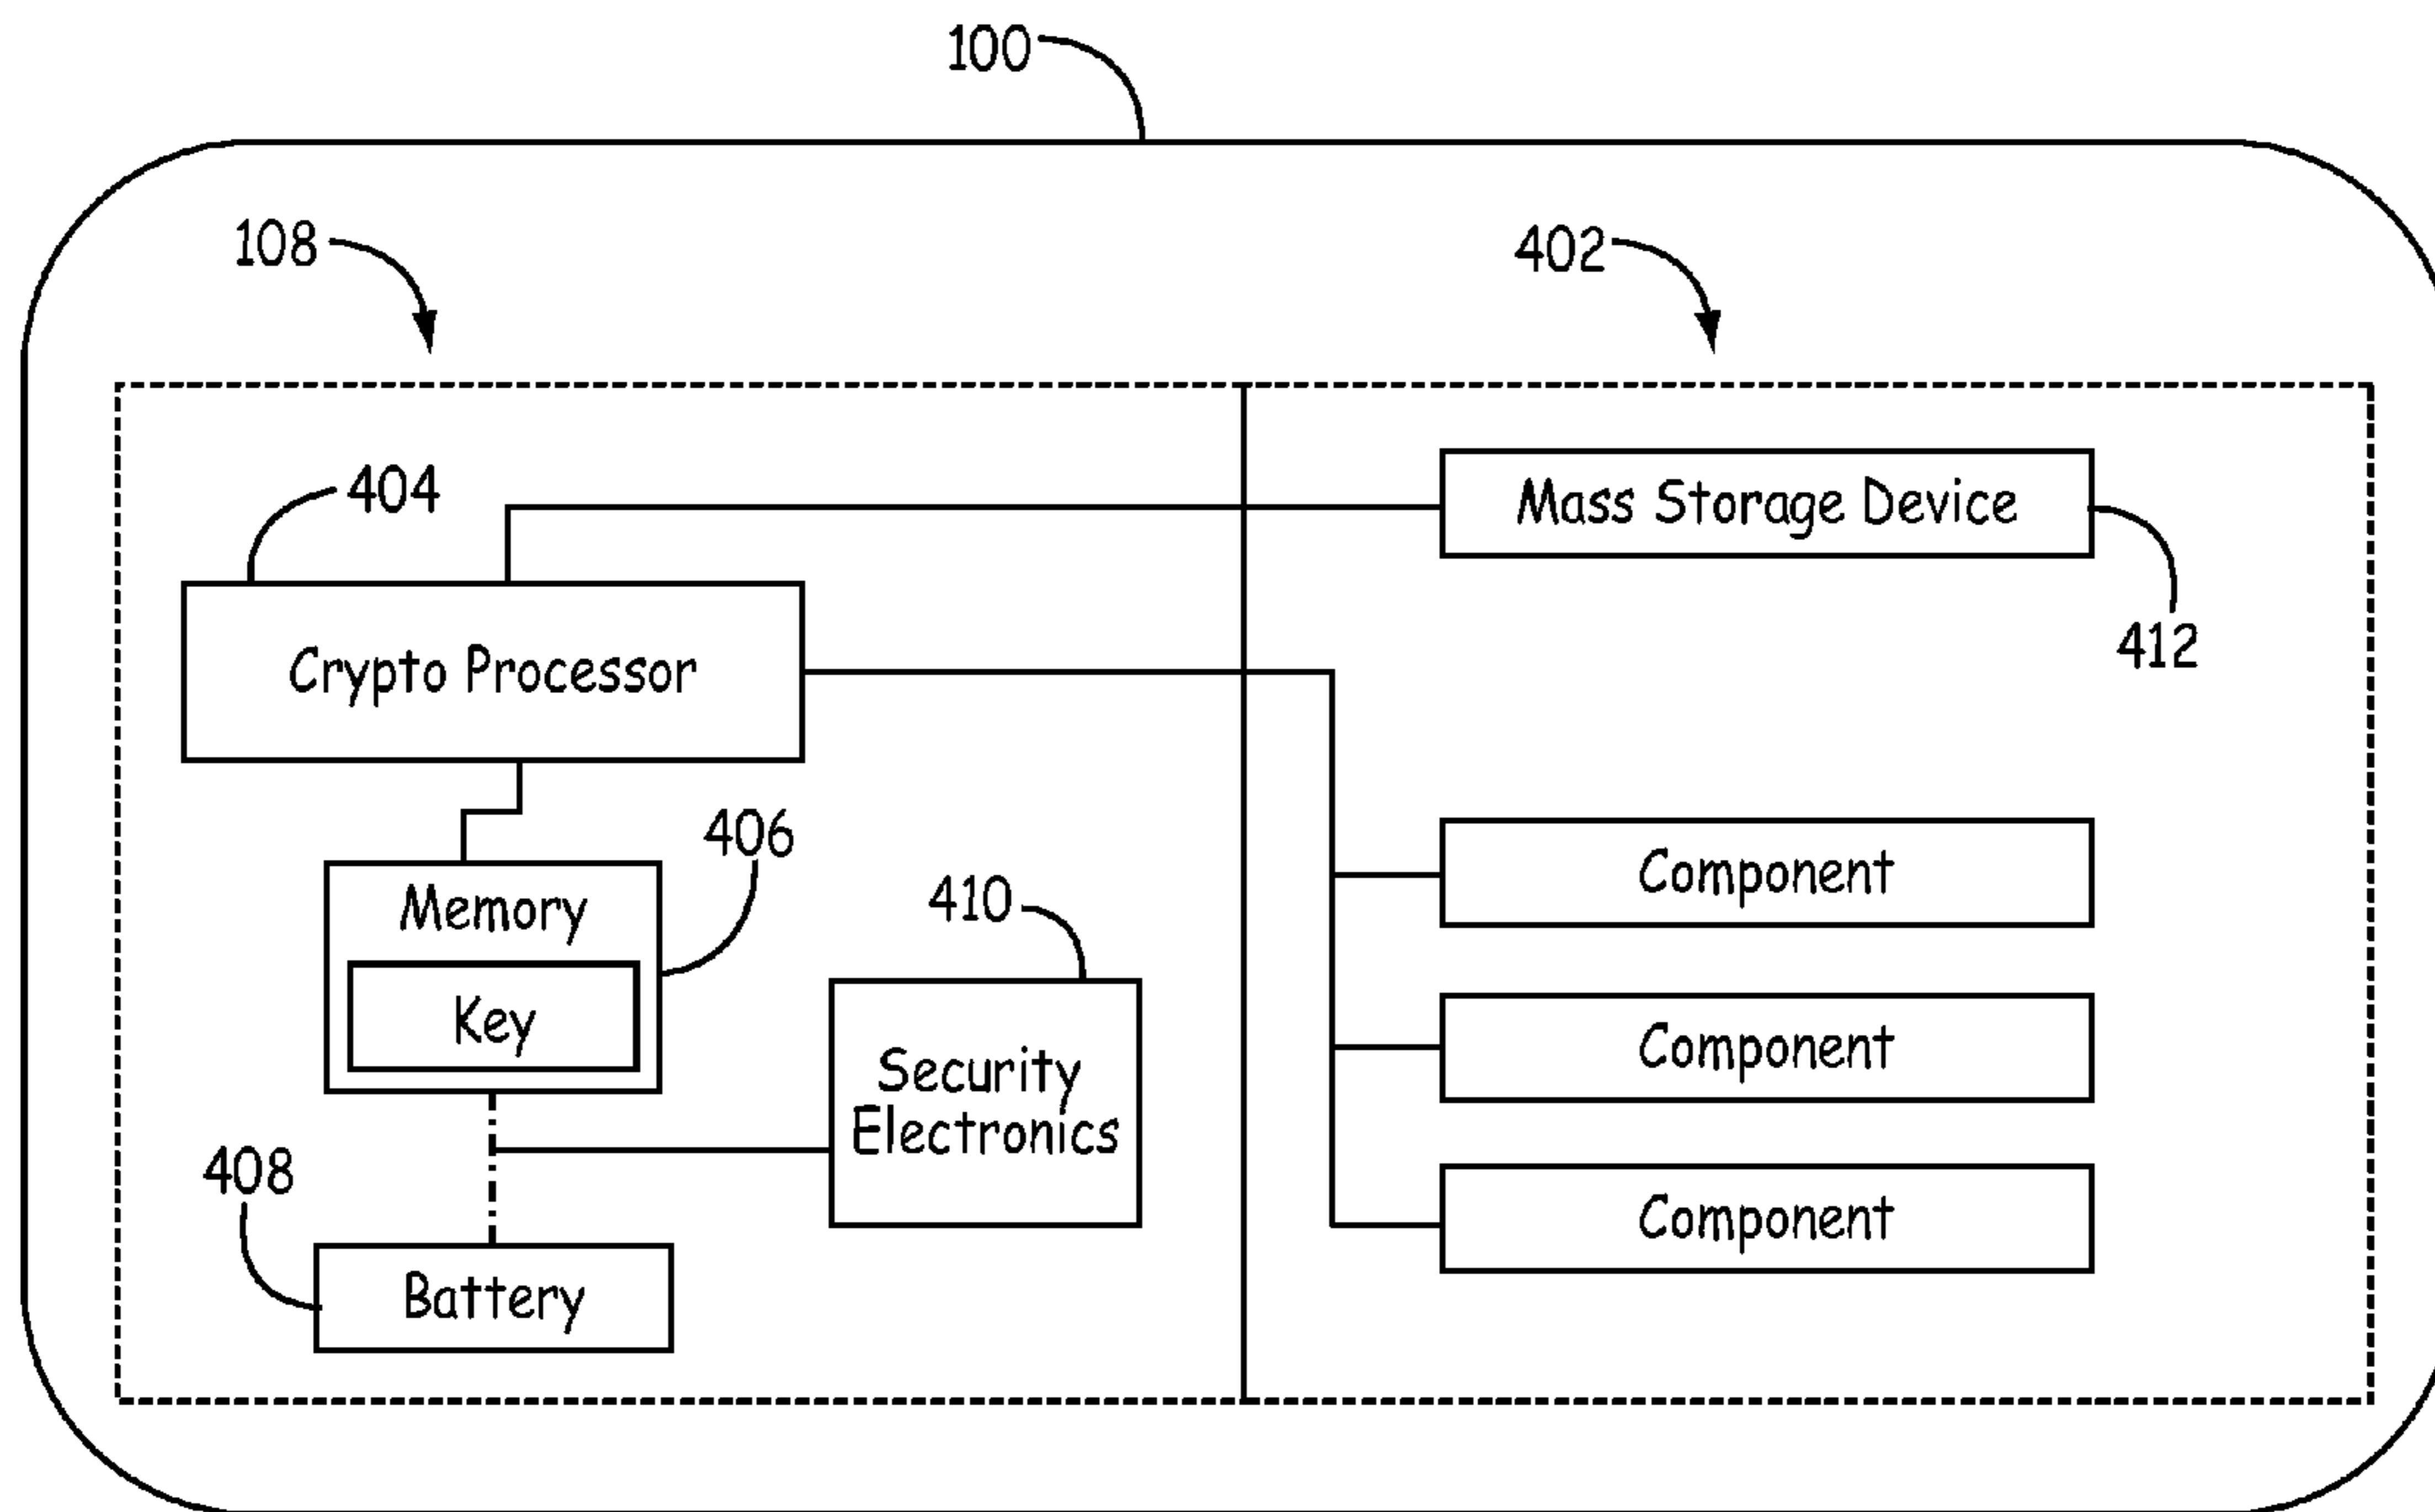 100
108
402
404
Mass Storage Device
412
Crypto Processor
406
Memory
410
Component
Key
Security
Electronics
Component
408
Component
Battery